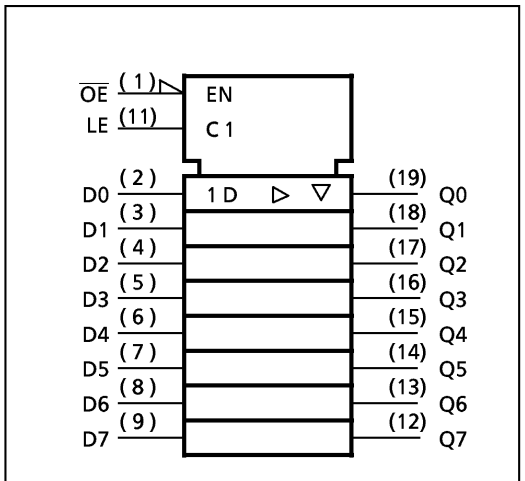 O̅E̅ (1) EN
LE (11) C1
D0 (2) 1D (19) Q0
D1 (3) (18) Q1
D2 (4) (17) Q2
D3 (5) (16) Q3
D4 (6) (15) Q4
D5 (7) (14) Q5
D6 (8) (13) Q6
D7 (9) (12) Q7